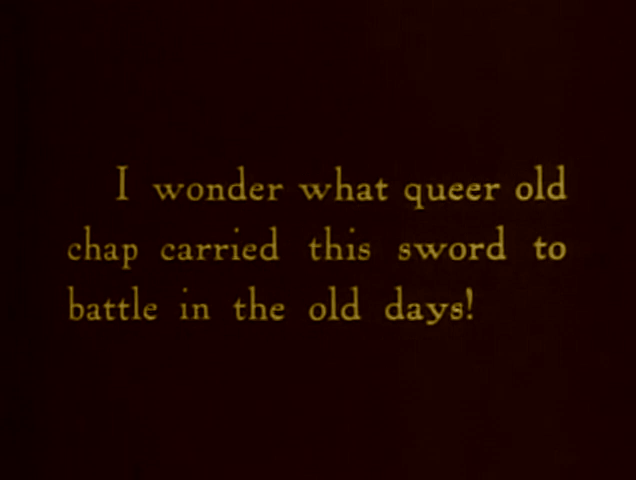 I wonder what queer old
chap carried this sword to
battle in the old days!